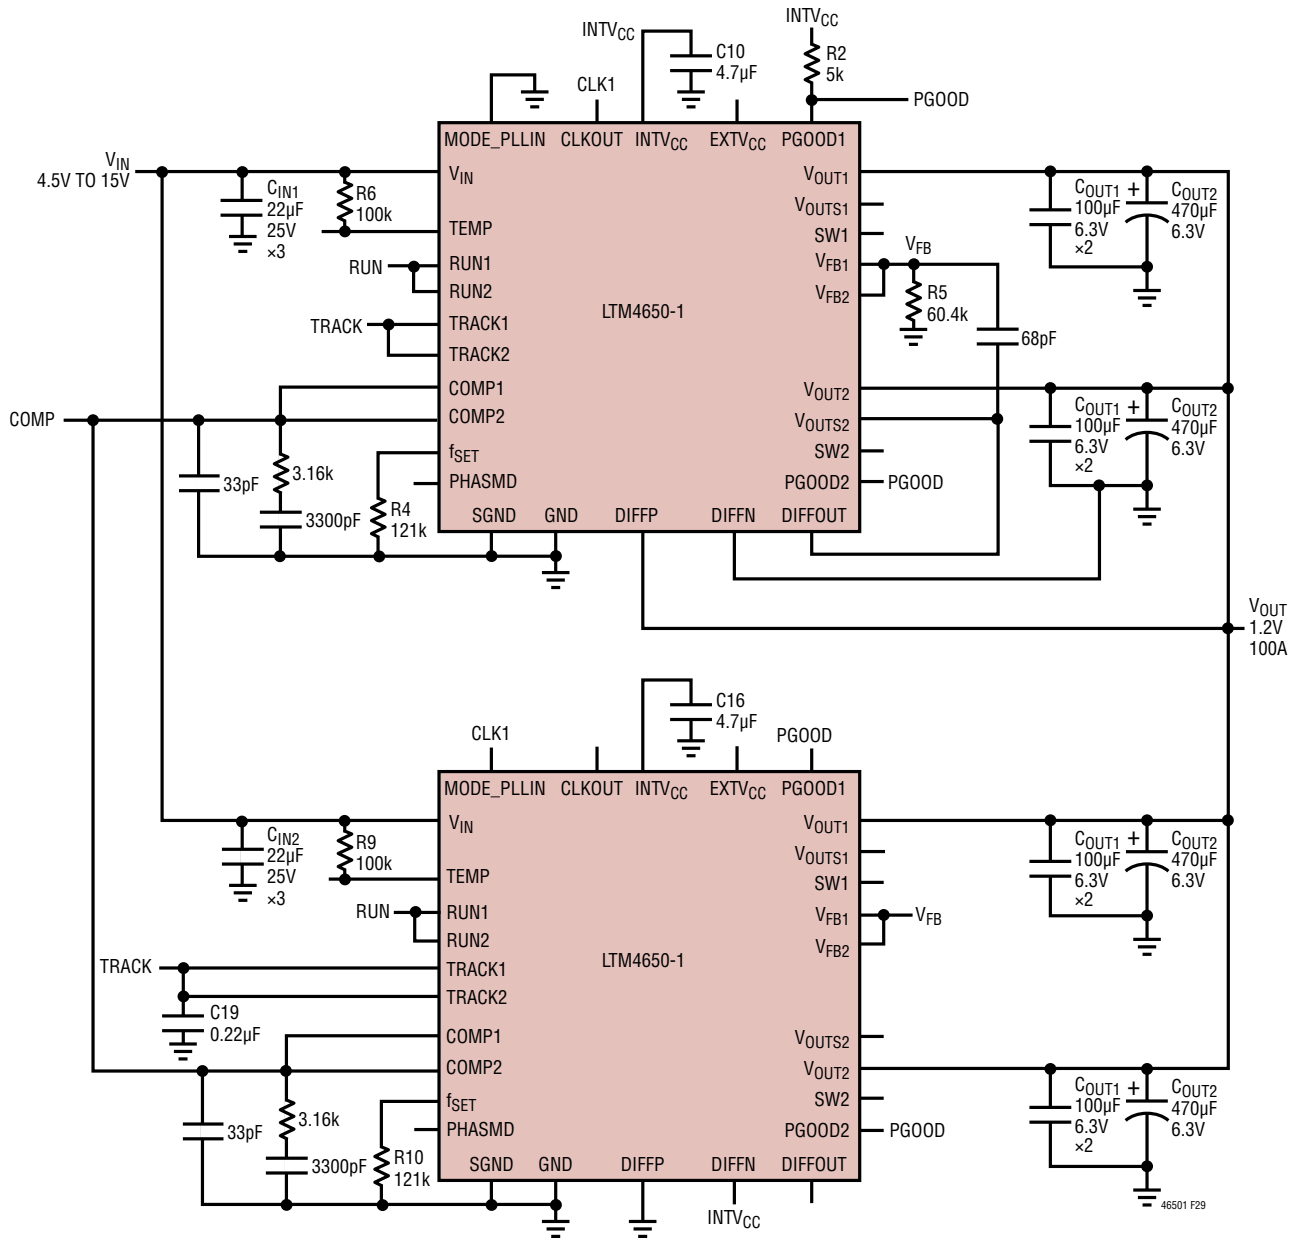 INTVCC
C10
4.7µF
INTVCC
R2
5k
PGOOD
CLK1
MODE_PLLIN
CLKOUT
INTVCC
EXTVCC
PGOOD1
VIN
4.5V TO 15V
CIN1
22µF
25V
×3
R6
100k
VIN
TEMP
RUN
RUN1
RUN2
TRACK
TRACK1
TRACK2
COMP
COMP1
COMP2
fSET
PHASMD
33pF
3.16k
3300pF
R4
121k
SGND
GND
DIFFP
DIFFN
DIFFOUT
LTM4650-1
VOUT1
VOUTS1
SW1
VFB1
VFB2
VFB
R5
60.4k
68pF
VOUT2
VOUTS2
SW2
PGOOD2
PGOOD
COUT1
100µF
6.3V
×2
+
COUT2
470µF
6.3V
COUT1
100µF
6.3V
×2
+
COUT2
470µF
6.3V
VOUT
1.2V
100A
C16
4.7µF
CLK1
PGOOD
MODE_PLLIN
CLKOUT
INTVCC
EXTVCC
PGOOD1
CIN2
22µF
25V
×3
R9
100k
VIN
TEMP
RUN
RUN1
RUN2
TRACK
TRACK1
TRACK2
C19
0.22µF
COMP1
COMP2
fSET
PHASMD
33pF
3.16k
3300pF
R10
121k
SGND
GND
DIFFP
DIFFN
DIFFOUT
INTVCC
LTM4650-1
VOUT1
VOUTS1
SW1
VFB1
VFB2
VFB
VOUTS2
VOUT2
SW2
PGOOD2
PGOOD
COUT1
100µF
6.3V
×2
+
COUT2
470µF
6.3V
COUT1
100µF
6.3V
×2
+
COUT2
470µF
6.3V
46501 F29